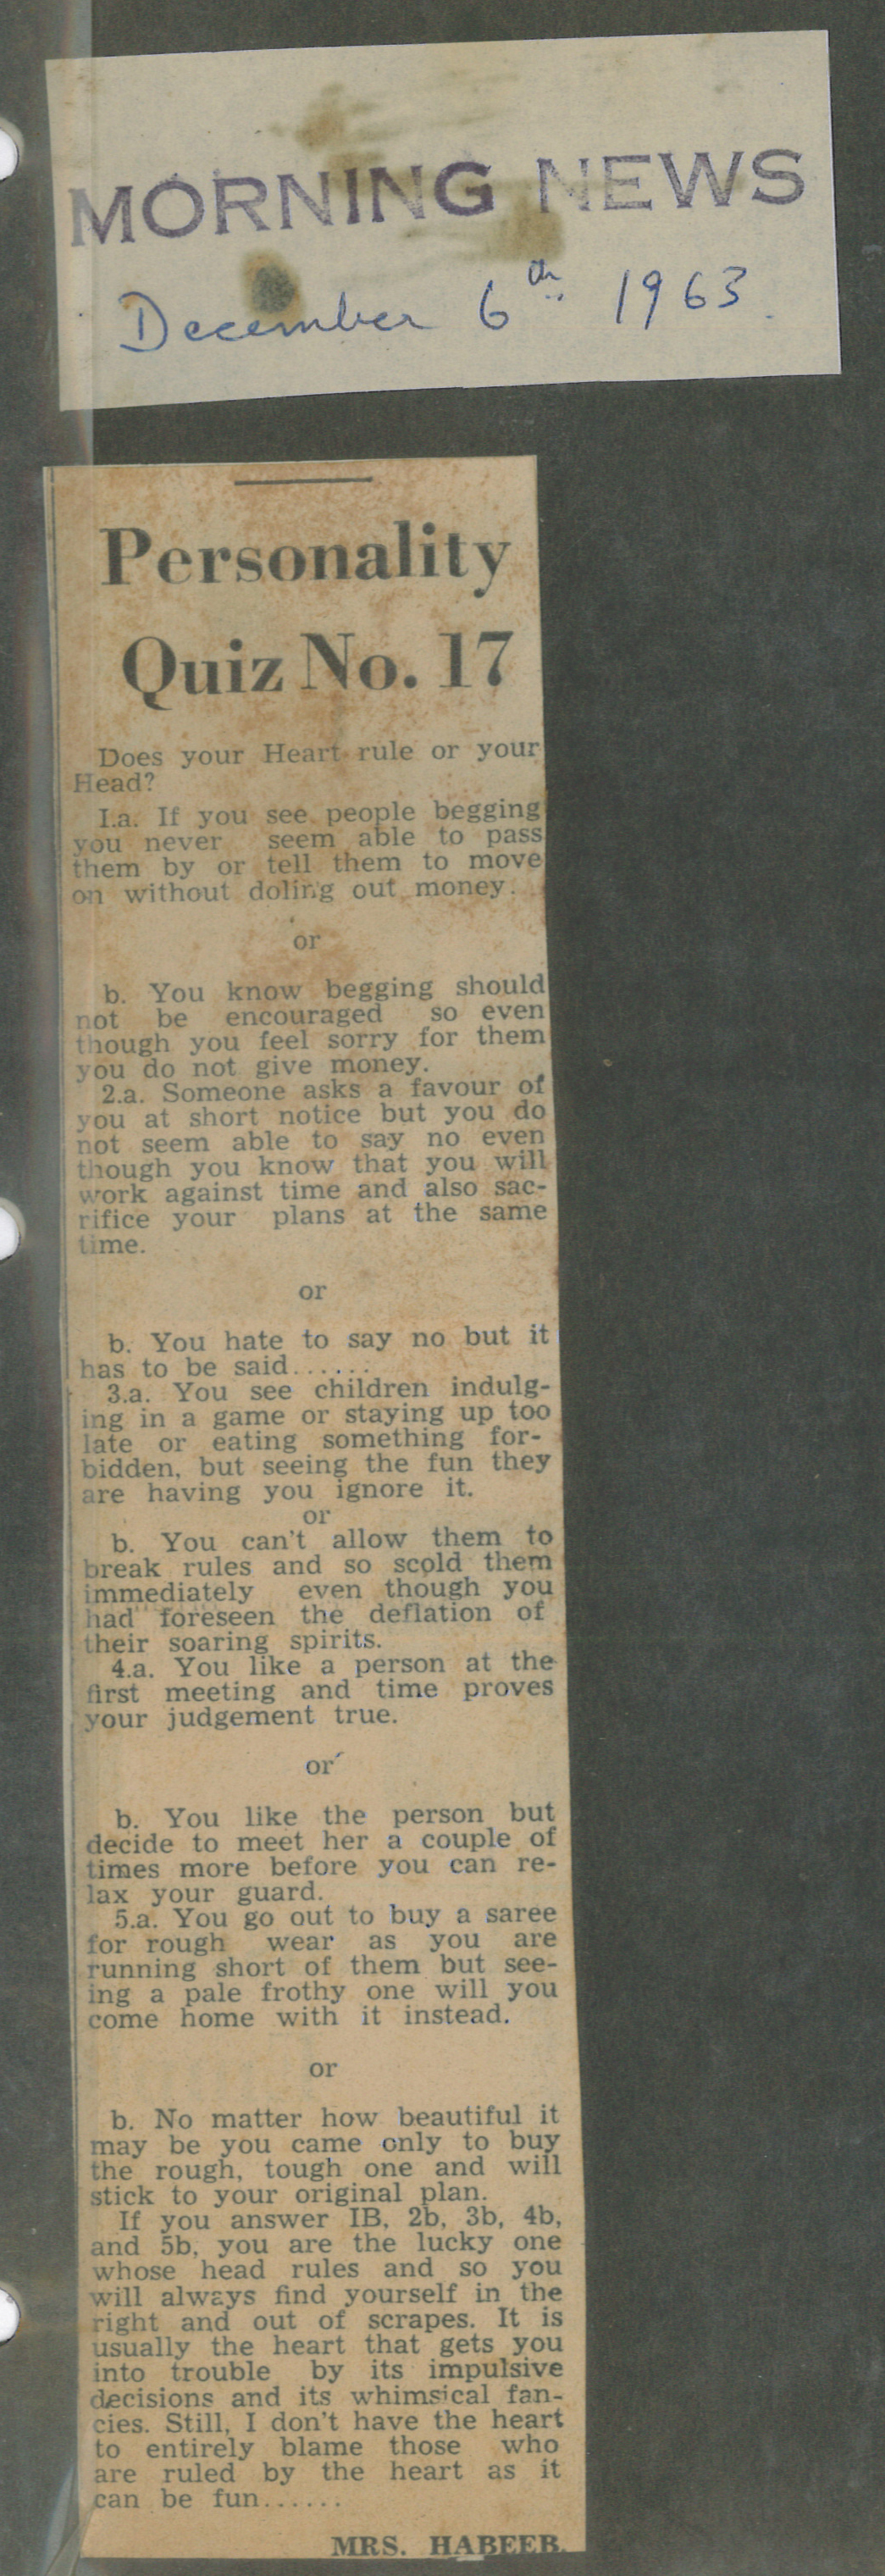 MORNING NEWS
December 6th 1963.
Personality
Quiz No. 17
Does your Heart rule or your
Head?
I.a. If you see people begging
you never seem able to pass
them by or tell them to move
on without doling out money.
or
b. You know begging should
not be encouraged so even
though you feel sorry for them
you do not give money.
2.a. Someone asks a favour of
you at short notice but you do
not seem able to say no even
though you know that you will
work against time and also sac-
rifice your plans at the same
time.
or
b. You hate to say no but it
has to be said......
3.a. You see children indulg-
ing in a game or staying up too
late or eating something for-
bidden, but seeing the fun they
are having you ignore it.
or
b. You can't allow them to
break rules and so scold them
immediately even though you
had foreseen the deflation of
their soaring spirits.
4.a. You like a person at the
first meeting and time proves
your judgement true.
or
b. You like the person but
decide to meet her a couple of
times more before you can re-
lax your guard.
5.a. You go out to buy a saree
for rough wear as you are
running short of them but see-
ing a pale frothy one will you
come home with it instead.
or
b. No matter how beautiful it
may be you came only to buy
the rough, tough one and will
stick to your original plan.
If you answer IB, 2b, 3b, 4b,
and 5b, you are the lucky one
whose head rules and so you
will always find yourself in the
right and out of scrapes. It is
usually the heart that gets you
into trouble by its impulsive
decisions and its whimsical fan-
cies. Still, I don't have the heart
to entirely blame those who
are ruled by the heart as it
can be fun......
MRS. HABEEB.